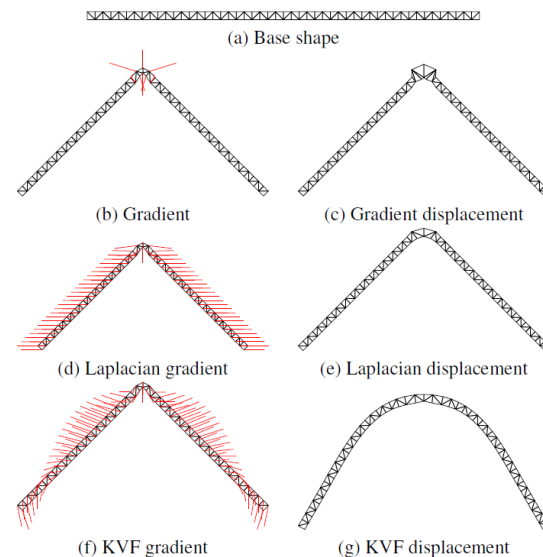 (a) Base shape
(b) Gradient
(c) Gradient displacement
(d) Laplacian gradient
(e) Laplacian displacement
(f) KVF gradient
(g) KVF displacement